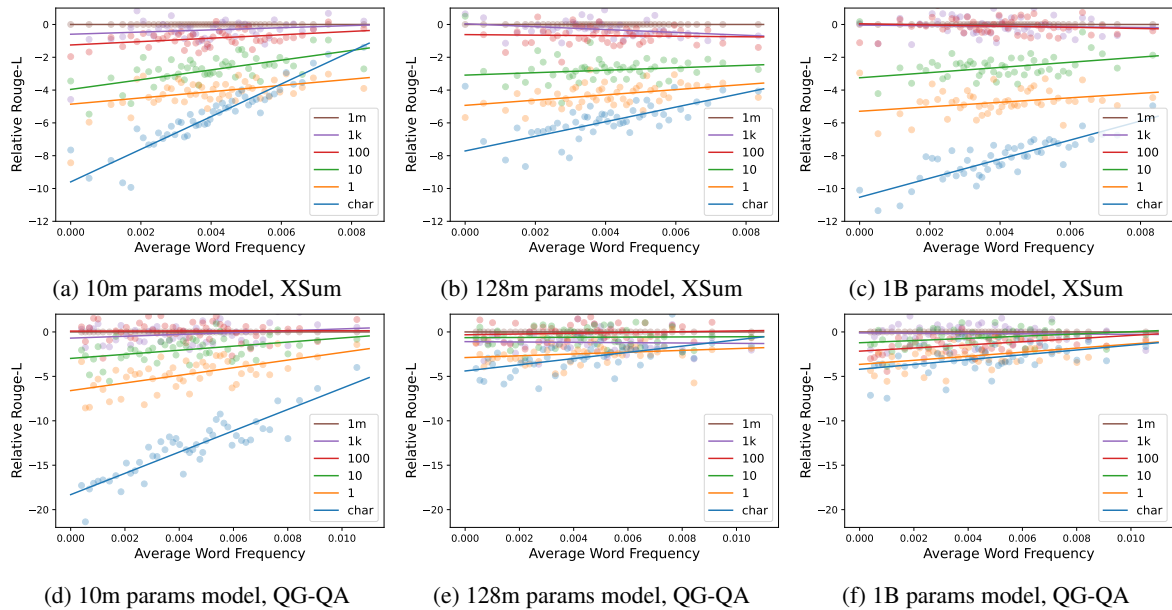 0
−2
−4
−6
−8
−10
−12
Relative Rouge-L
0.000 0.002 0.004 0.006 0.008
Average Word Frequency
1m
1k
100
10
1
char
(a) 10m params model, XSum
0
−2
−4
−6
−8
−10
−12
Relative Rouge-L
0.000 0.002 0.004 0.006 0.008
Average Word Frequency
1m
1k
100
10
1
char
(b) 128m params model, XSum
0
−2
−4
−6
−8
−10
−12
Relative Rouge-L
0.000 0.002 0.004 0.006 0.008
Average Word Frequency
1m
1k
100
10
1
char
(c) 1B params model, XSum
0
−5
−10
−15
−20
Relative Rouge-L
0.000 0.002 0.004 0.006 0.008 0.010
Average Word Frequency
1m
1k
100
10
1
char
(d) 10m params model, QG-QA
0
−5
−10
−15
−20
Relative Rouge-L
0.000 0.002 0.004 0.006 0.008 0.010
Average Word Frequency
1m
1k
100
10
1
char
(e) 128m params model, QG-QA
0
−5
−10
−15
−20
Relative Rouge-L
0.000 0.002 0.004 0.006 0.008 0.010
Average Word Frequency
1m
1k
100
10
1
char
(f) 1B params model, QG-QA